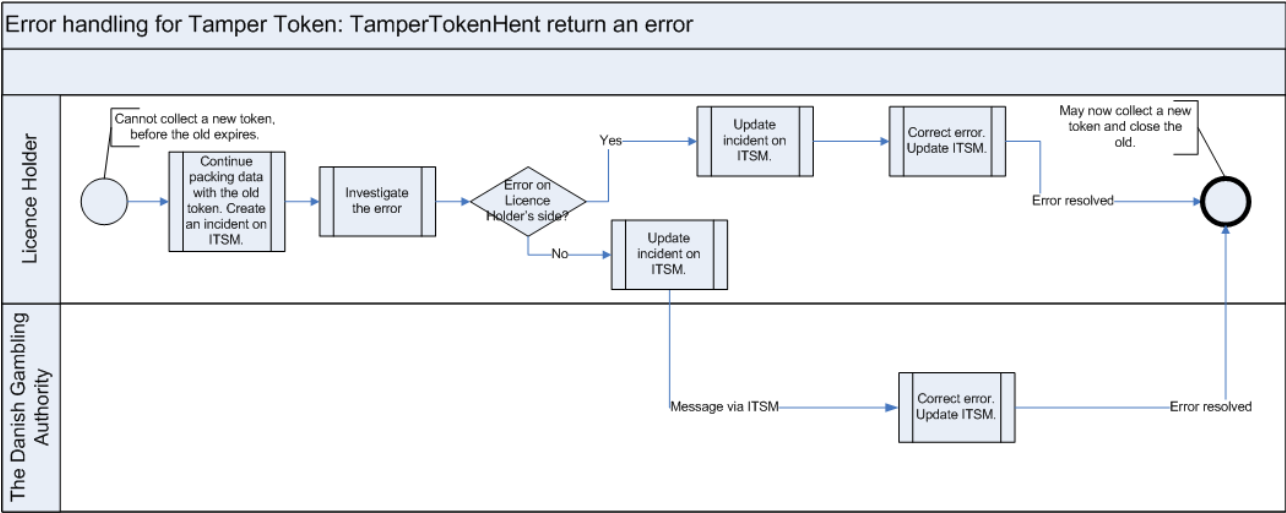 Error handling for Tamper Token: TamperTokenHent return an error
Licence Holder
Cannot collect a new token,
before the old expires.
Continue
packing data
with the old
token. Create
an incident on
ITSM.
Investigate
the error
Error on
Licence
Holder's side?
Yes
Update
incident on
ITSM.
Correct error.
Update ITSM.
Error resolved
May now collect a new
token and close the
old.
No
Update
incident on
ITSM.
The Danish Gambling
Authority
Message via ITSM
Correct error.
Update ITSM.
Error resolved